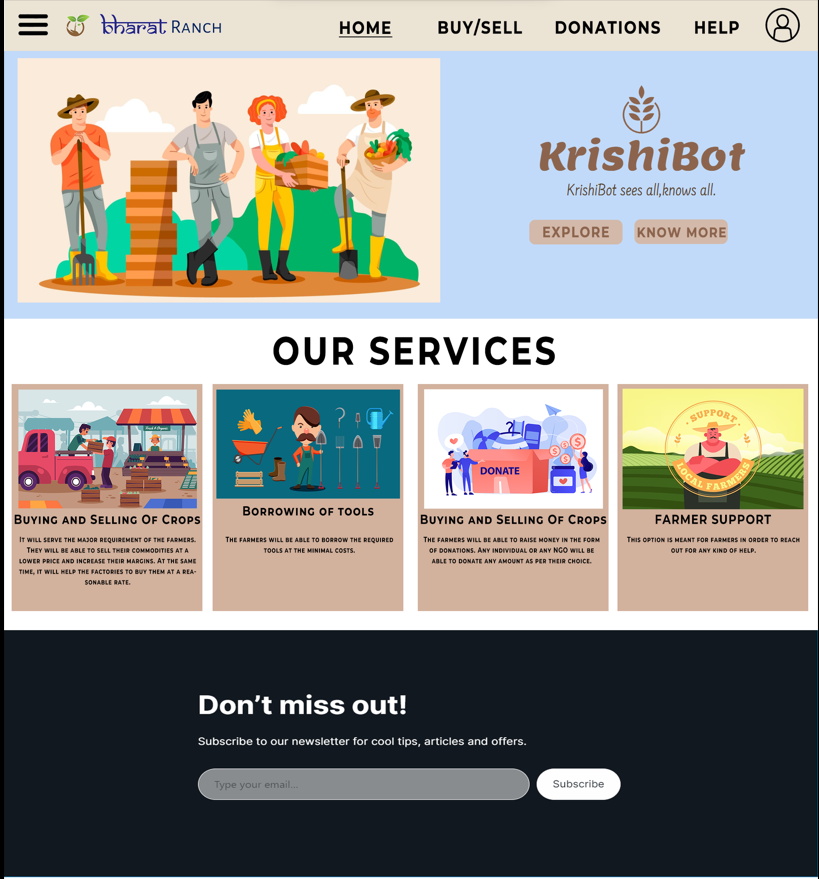 bharat RANCH
HOME
BUY/SELL
DONATIONS
HELP
KrishiBot
KrishiBot sees all,knows all.
EXPLORE
KNOW MORE
OUR SERVICES
BUYING AND SELLING OF CROPS
IT WILL SERVE THE MAJOR REQUIREMENT OF THE FARMERS.
THEY WILL BE ABLE TO SELL THEIR COMMODITIES AT A
LOWER PRICE AND INCREASE THEIR MARGINS. AT THE SAME
TIME, IT WILL HELP THE FACTORIES TO BUY THEM AT A REA-
SONABLE RATE.
BORROWING OF TOOLS
THE FARMERS WILL BE ABLE TO BORROW THE REQUIRED
TOOLS AT THE MINIMAL COSTS.
DONATE
BUYING AND SELLING OF CROPS
THE FARMERS WILL BE ABLE TO RAISE MONEY IN THE FORM
OF DONATIONS. ANY INDIVIDUAL OR ANY NGO WILL BE
ABLE TO DONATE ANY AMOUNT AS PER THEIR CHOICE.
SUPPORT
LOCAL FARMERS
FARMER SUPPORT
THIS OPTION IS MEANT FOR FARMERS IN ORDER TO REACH
OUT FOR ANY KIND OF HELP.
Don't miss out!
Subscribe to our newsletter for cool tips, articles and offers.
Type your email...
Subscribe